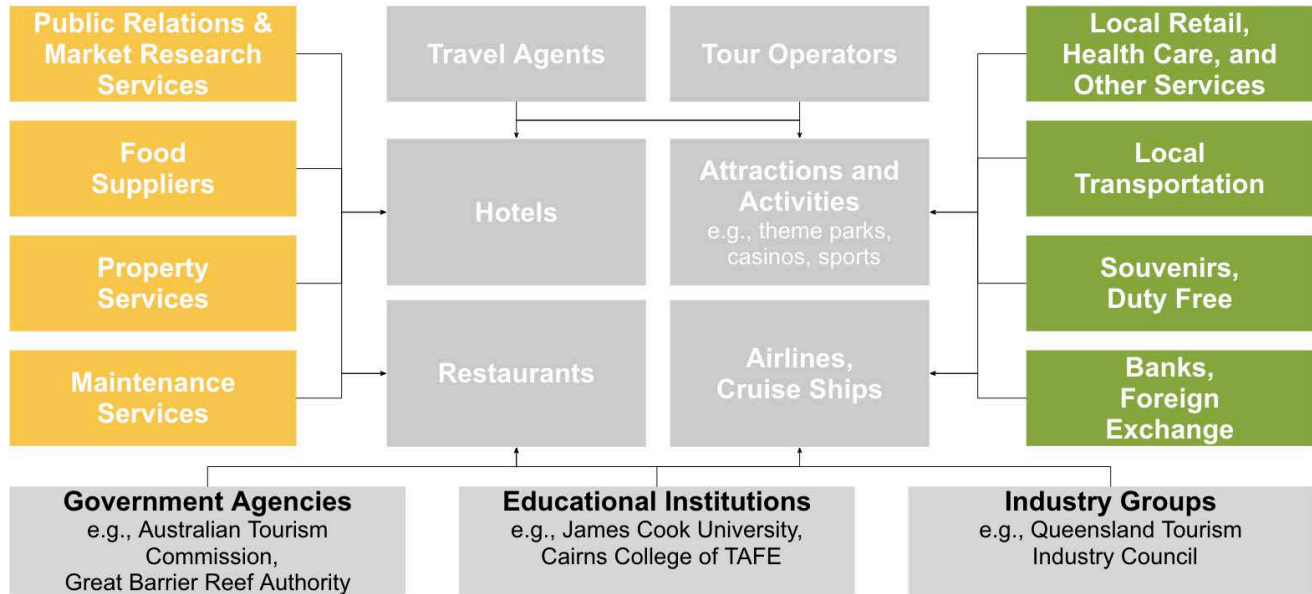 Public Relations &
Market Research
Services
Travel Agents
Tour Operators
Local Retail,
Health Care, and
Other Services
Food
Suppliers
Hotels
Attractions and
Activities
e.g., theme parks,
casinos, sports
Local
Transportation
Property
Services
Souvenirs,
Duty Free
Maintenance
Services
Restaurants
Airlines,
Cruise Ships
Banks,
Foreign
Exchange
Government Agencies
e.g., Australian Tourism
Commission,
Great Barrier Reef Authority
Educational Institutions
e.g., James Cook University,
Cairns College of TAFE
Industry Groups
e.g., Queensland Tourism
Industry Council